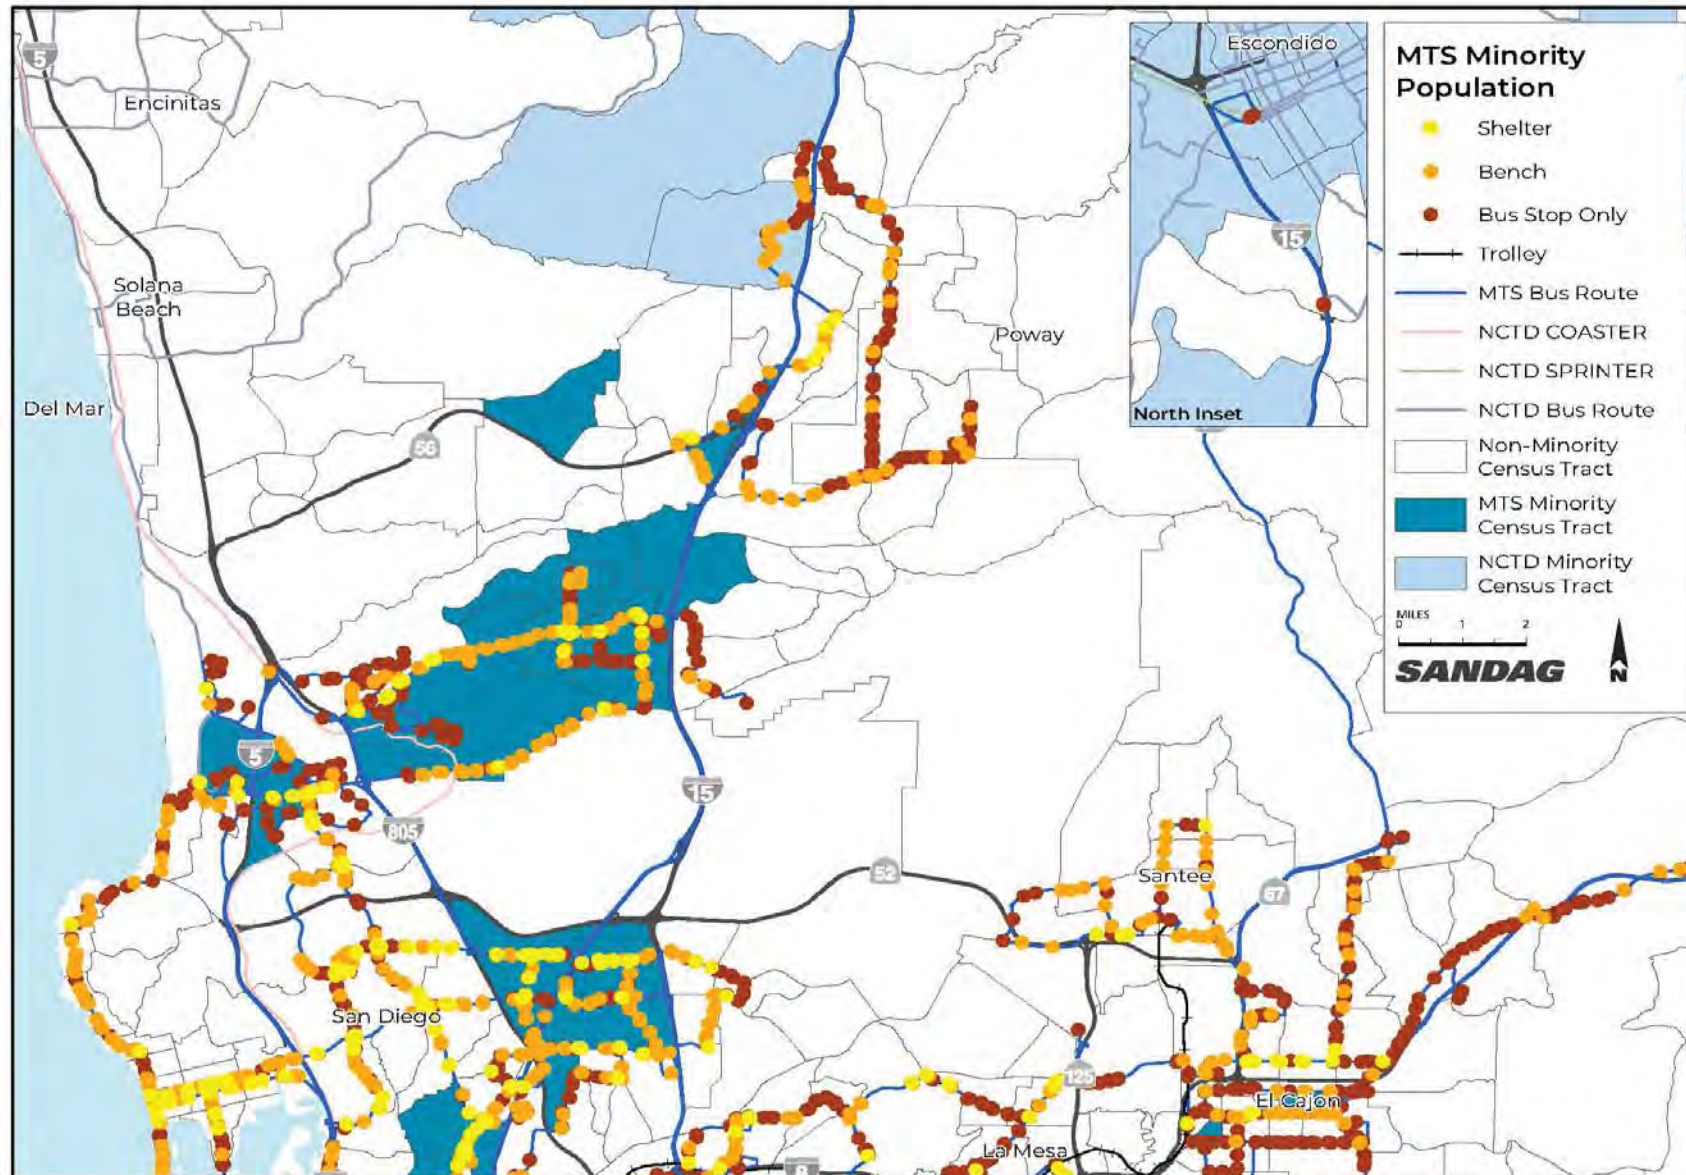 5
Encinitas
Solana
Beach
Del Mar
56
Poway
Escondido
15
North Inset
MTS Minority
Population
Shelter
Bench
Bus Stop Only
Trolley
MTS Bus Route
NCTD COASTER
NCTD SPRINTER
NCTD Bus Route
Non-Minority
Census Tract
MTS Minority
Census Tract
NCTD Minority
Census Tract
MILES
0 1 2
SANDAG
N
5
15
805
52
Santee
67
San Diego
125
El Cajon
La Mesa
8